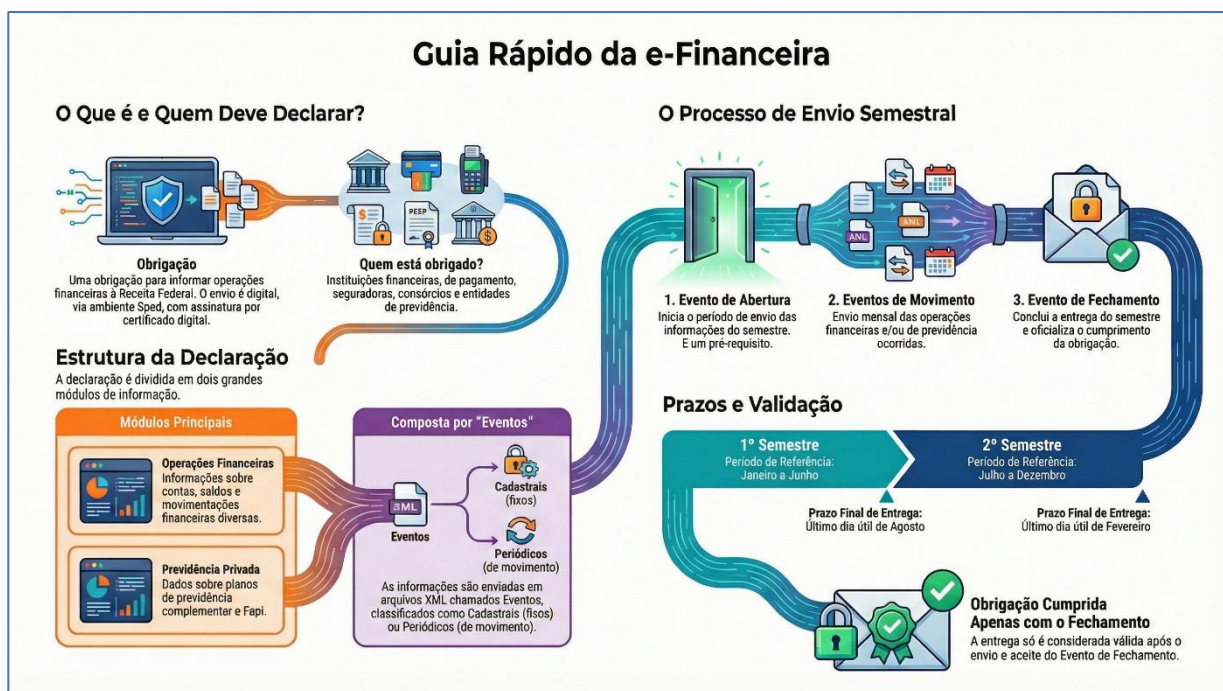 Guia Rápido da e-Financeira
O Que é e Quem Deve Declarar?
PESP
Obrigação
Uma obrigação para informar operações
financeiras à Receita Federal. O envio é digital,
via ambiente Sped, com assinatura por
certificado digital.
Quem está obrigado?
Instituições financeiras, de pagamento,
seguradoras, consórcios e entidades
de previdência.
Estrutura da Declaração
A declaração é dividida em dois grandes
módulos de informação.
Módulos Principais
Operações Financeiras
Informações sobre
contas, saldos e
movimentações
financeiras diversas.
Previdência Privada
Dados sobre planos
de previdência
complementar e Fapi.
Composta por "Eventos"
3ML
Eventos
Cadastrais
(fixos)
Periódicos
(de movimento)
As informações são enviadas em
arquivos XML chamados Eventos,
classificados como Cadastrais (fisos)
ou Periódicos (de movimento).
O Processo de Envio Semestral
ANL
ANL
1. Evento de Abertura
Inicia o período de envio das
informações do semestre.
E um pré-requisito.
2. Eventos de Movimento
Envio mensal das operações
financeiras e/ou de previdência
ocorridas.
3. Evento de Fechamento
Conclui a entrega do semestre
e oficializa o cumprimento
da obrigação.
Prazos e Validação
1º Semestre
Período de Referência:
Janeiro a Junho
Prazo Final de Entrega:
Último dia útil de Agosto
2º Semestre
Período de Referência:
Julho a Dezembro
Prazo Final de Entrega:
Último dia útil de Fevereiro
Obrigação Cumprida
Apenas com o Fechamento
A entrega só é considerada válida após o
envio e aceite do Evento de Fechamento.